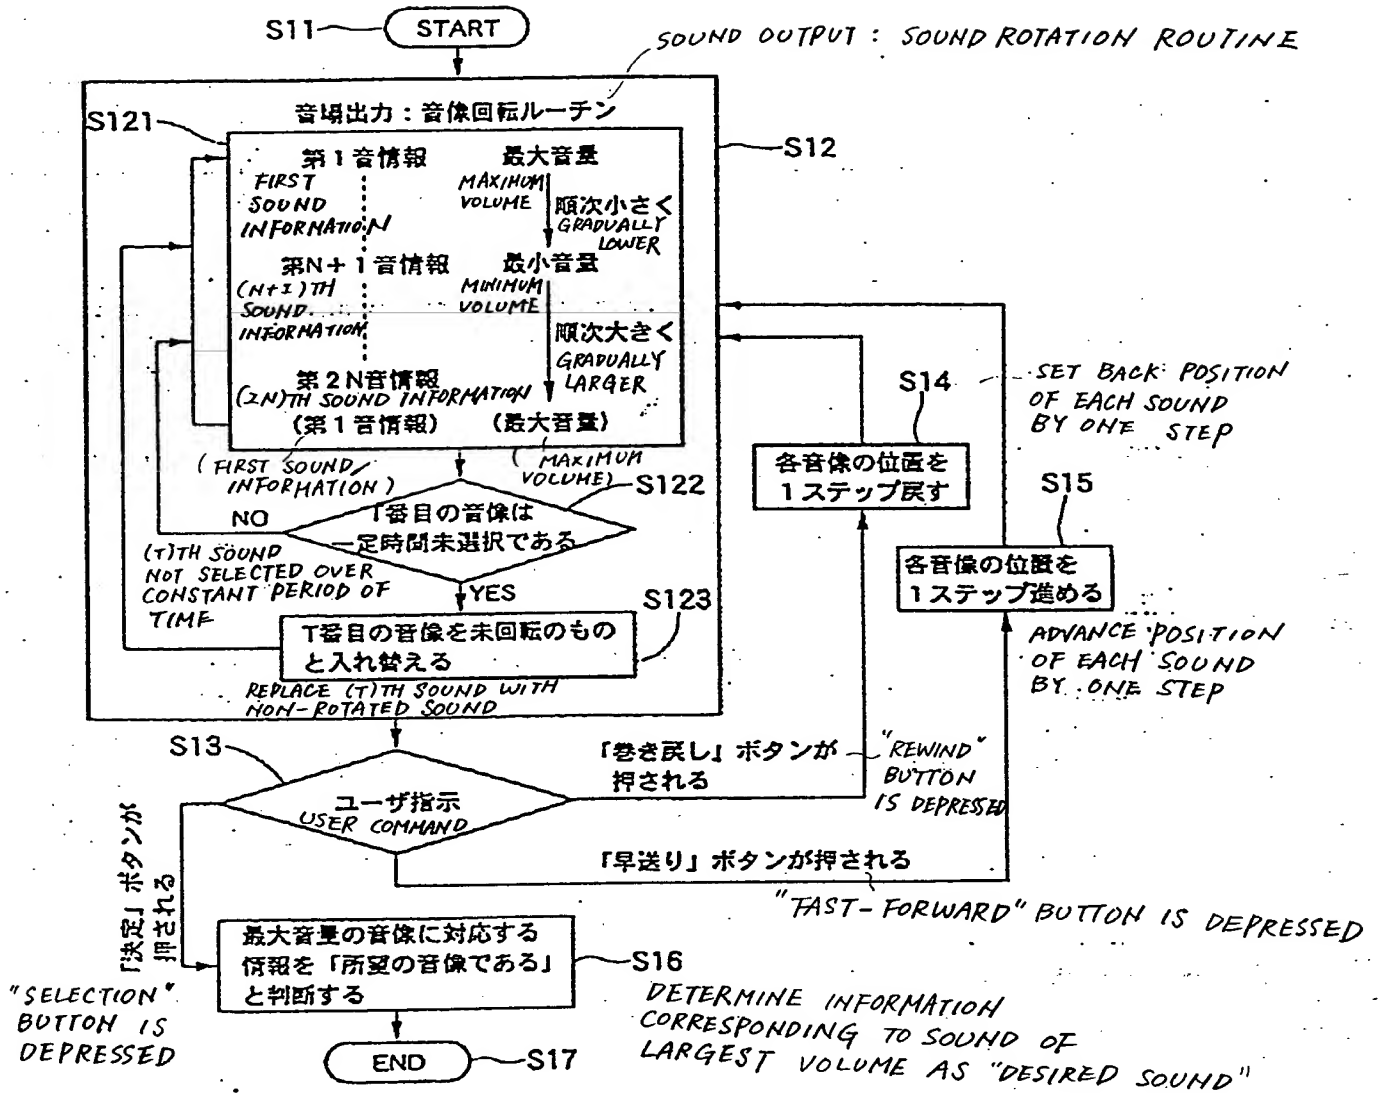 S11
START
SOUND OUTPUT : SOUND ROTATION ROUTINE
音場出力：音像回転ルーチン
S121
S12
第1音情報
最大音量
FIRST
SOUND
INFORMATION
MAXIMUM
VOLUME
順次小さく
GRADUALLY
LOWER
第N+1音情報
最小音量
(N+1)TH
SOUND
INFORMATION
MINIMUM
VOLUME
順次大きく
GRADUALLY
LARGER
第2N音情報
(2N)TH SOUND INFORMATION
(第1音情報)
(最大音量)
(FIRST SOUND
INFORMATION)
(MAXIMUM
VOLUME)
S122
T番目の音像は
一定時間未選択である
NO
YES
(T)TH SOUND
NOT SELECTED OVER
CONSTANT PERIOD OF
TIME
S123
T番目の音像を未回転のもの
と入れ替える
REPLACE (T)TH SOUND WITH
NON-ROTATED SOUND
S14
SET BACK POSITION
OF EACH SOUND
BY ONE STEP
各音像の位置を
1ステップ戻す
S15
各音像の位置を
1ステップ進める
ADVANCE POSITION
OF EACH SOUND
BY ONE STEP
S13
ユーザ指示
USER COMMAND
「巻き戻し」ボタンが
押される
"REWIND"
BUTTON
IS DEPRESSED
「早送り」ボタンが押される
"FAST-FORWARD" BUTTON IS DEPRESSED
「決定」ボタンが
押される
"SELECTION"
BUTTON IS
DEPRESSED
最大音量の音像に対応する
情報を「所望の音像である」
と判断する
S16
DETERMINE INFORMATION
CORRESPONDING TO SOUND OF
LARGEST VOLUME AS "DESIRED SOUND"
END
S17